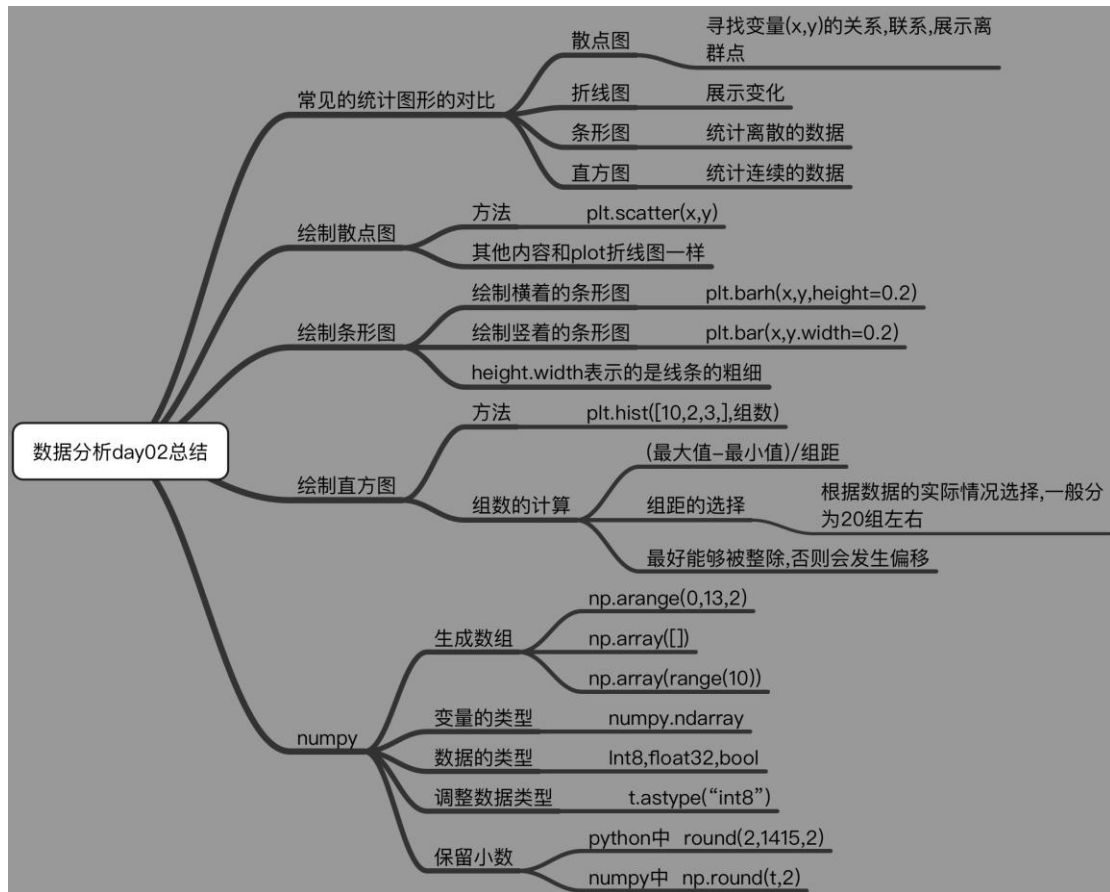 数据分析day02总结
常见的统计图形的对比
散点图
寻找变量(x,y)的关系,联系,展示离
群点
折线图
展示变化
条形图
统计离散的数据
直方图
统计连续的数据
绘制散点图
方法
plt.scatter(x,y)
其他内容和plot折线图一样
绘制条形图
绘制横着的条形图
plt.barh(x,y,height=0.2)
绘制竖着的条形图
plt.bar(x,y.width=0.2)
height.width表示的是线条的粗细
绘制直方图
方法
plt.hist([10,2,3,],组数)
组数的计算
(最大值-最小值)/组距
组距的选择
根据数据的实际情况选择,一般分
为20组左右
最好能够被整除,否则会发生偏移
numpy
生成数组
np.arange(0,13,2)
np.array([])
np.array(range(10))
变量的类型
numpy.ndarray
数据的类型
Int8,float32,bool
调整数据类型
t.astype(“int8”)
保留小数
python中 round(2,1415,2)
numpy中 np.round(t,2)